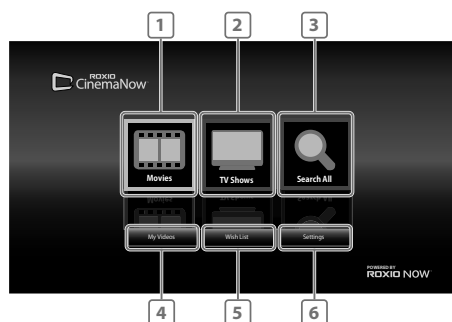 1 2 3
ROXIO
CinemaNow
Movies TV Shows Search All
My Videos Wish List Settings
POWERED BY
ROXIO NOW
4 5 6